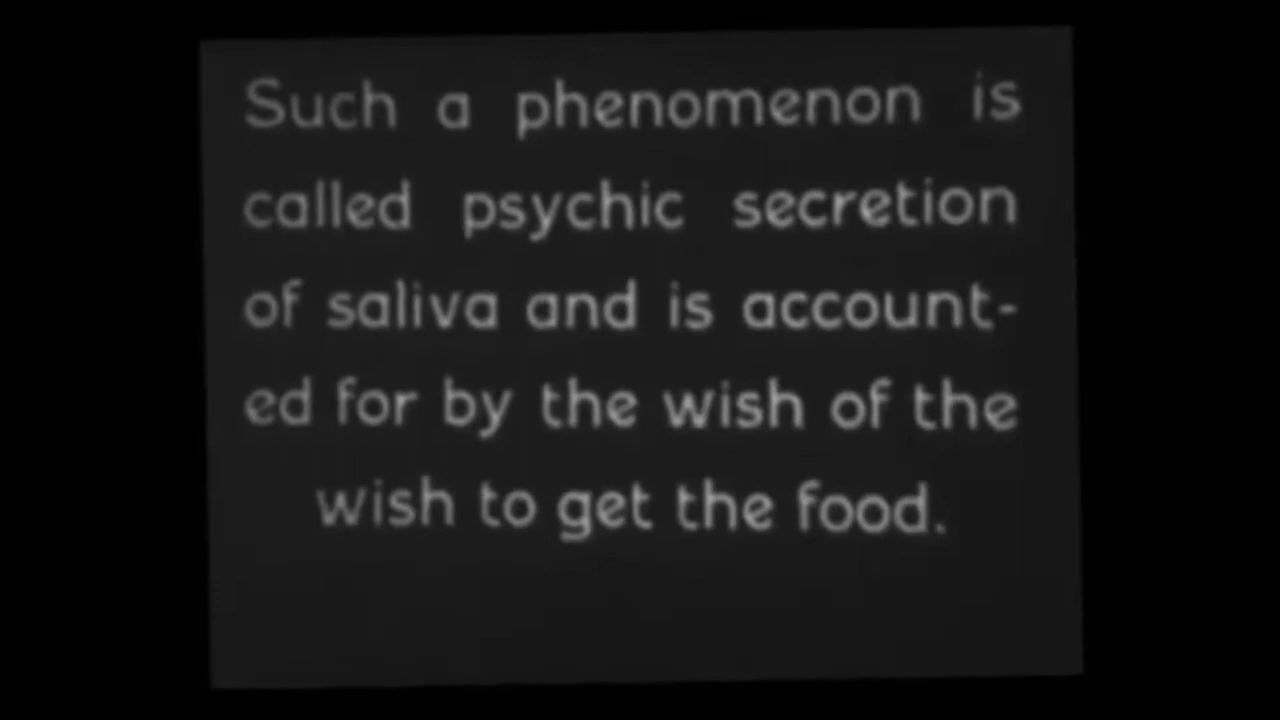 Such a phenomenon is
called psychic secretion
of saliva and is account-
ed for by the wish of the
wish to get the food.